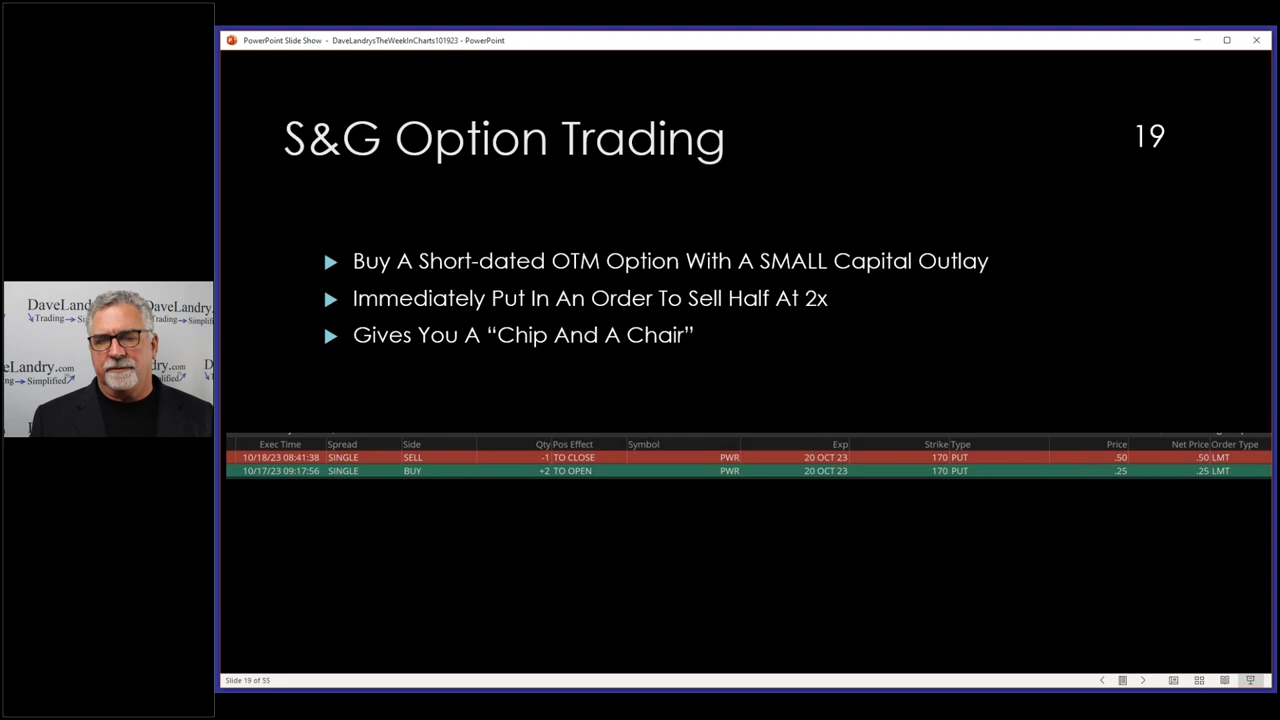 PowerPoint Slide Show - DaveLandrysTheWeekInCharts101923 - PowerPoint
S&G Option Trading
19
Buy A Short-dated OTM Option With A SMALL Capital Outlay
Immediately Put In An Order To Sell Half At 2x
Gives You A “Chip And A Chair”
DaveLand
DaveLandry.
Trading
Simplified
eLandry.com
Simplified
Exec Time Spread Side Qty Pos Effect Symbol Exp Strike Type Price Net Price Order Type
10/18/23 08:41:38 SINGLE SELL -1 TO CLOSE PWR 20 OCT 23 170 PUT .50 .50 LMT
10/17/23 09:17:56 SINGLE BUY +2 TO OPEN PWR 20 OCT 23 170 PUT .25 .25 LMT
Slide 19 of 55